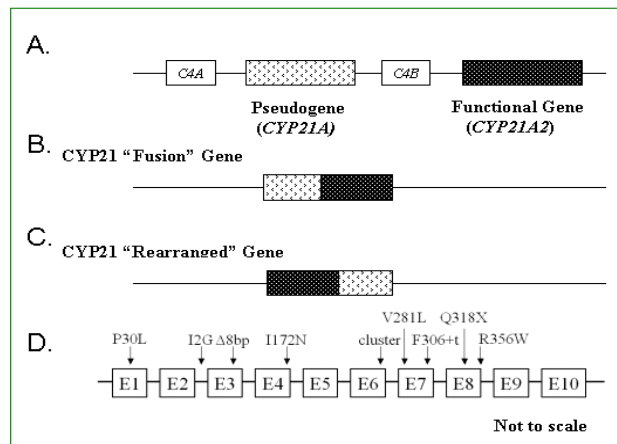 A.
C4A C4B
Pseudogene Functional Gene
(CYP21A) (CYP21A2)
B.
CYP21 “Fusion” Gene
C.
CYP21 “Rearranged” Gene
V281L Q318X
D.
P30L I2G Δ8bp I172N cluster F306+t R356W
E1 E2 E3 E4 E5 E6 E7 E8 E9 E10
Not to scale